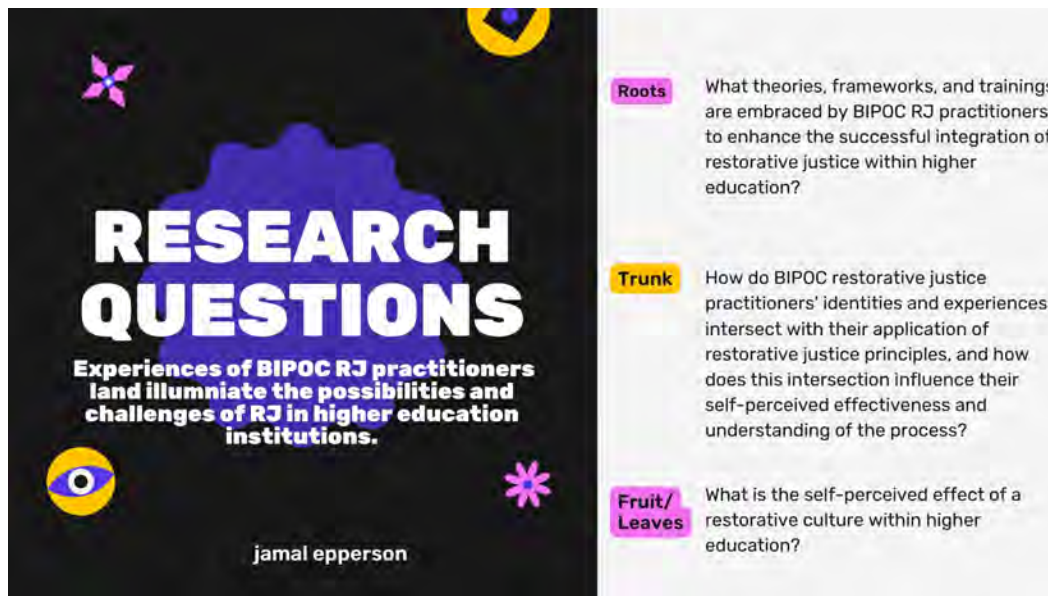 RESEARCH
QUESTIONS
Experiences of BIPOC RJ practitioners
land illumniate the possibilities and
challenges of RJ in higher education
institutions.
jamal epperson
Roots
What theories, frameworks, and trainings
are embraced by BIPOC RJ practitioners
to enhance the successful integration of
restorative justice within higher
education?
Trunk
How do BIPOC restorative justice
practitioners' identities and experiences
intersect with their application of
restorative justice principles, and how
does this intersection influence their
self-perceived effectiveness and
understanding of the process?
Fruit/
Leaves
What is the self-perceived effect of a
restorative culture within higher
education?